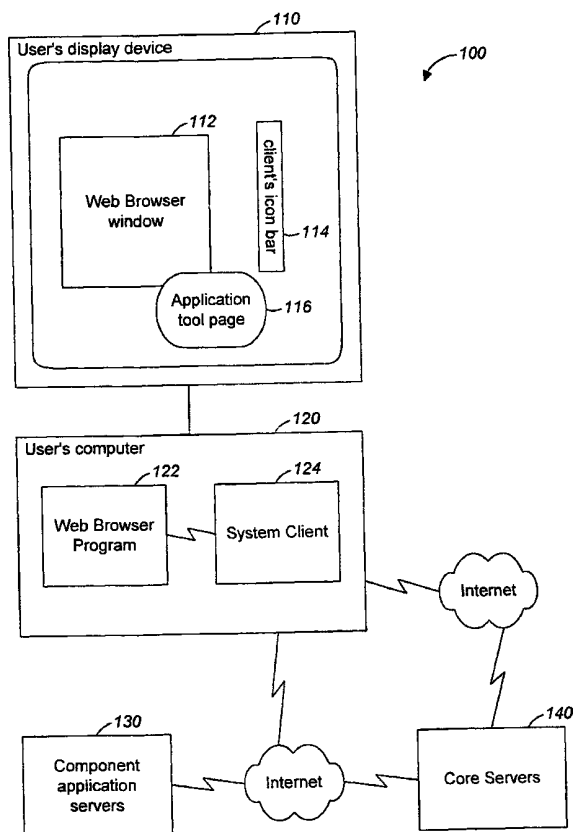 110
User's display device
100
112
Web Browser
window
client's icon bar
114
Application
tool page
116
120
User's computer
122
Web Browser
Program
124
System Client
Internet
130
Component
application
servers
Internet
140
Core Servers